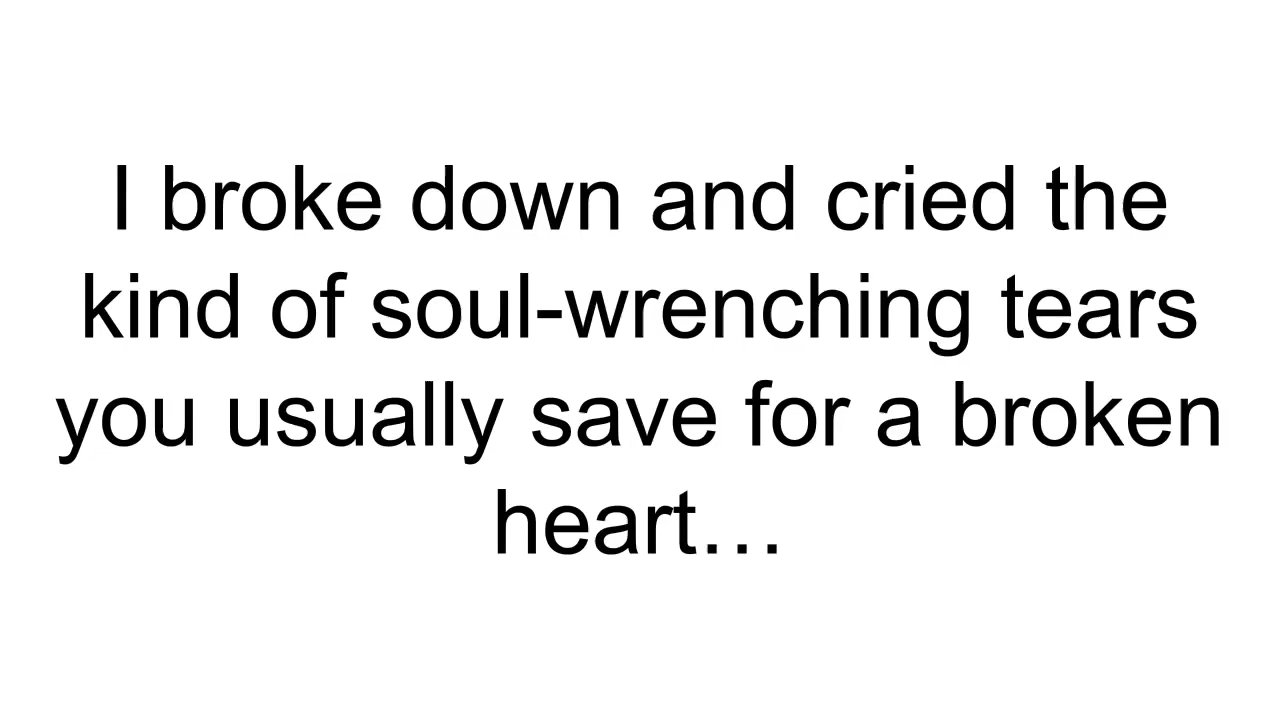 I broke down and cried the
kind of soul-wrenching tears
you usually save for a broken
heart…